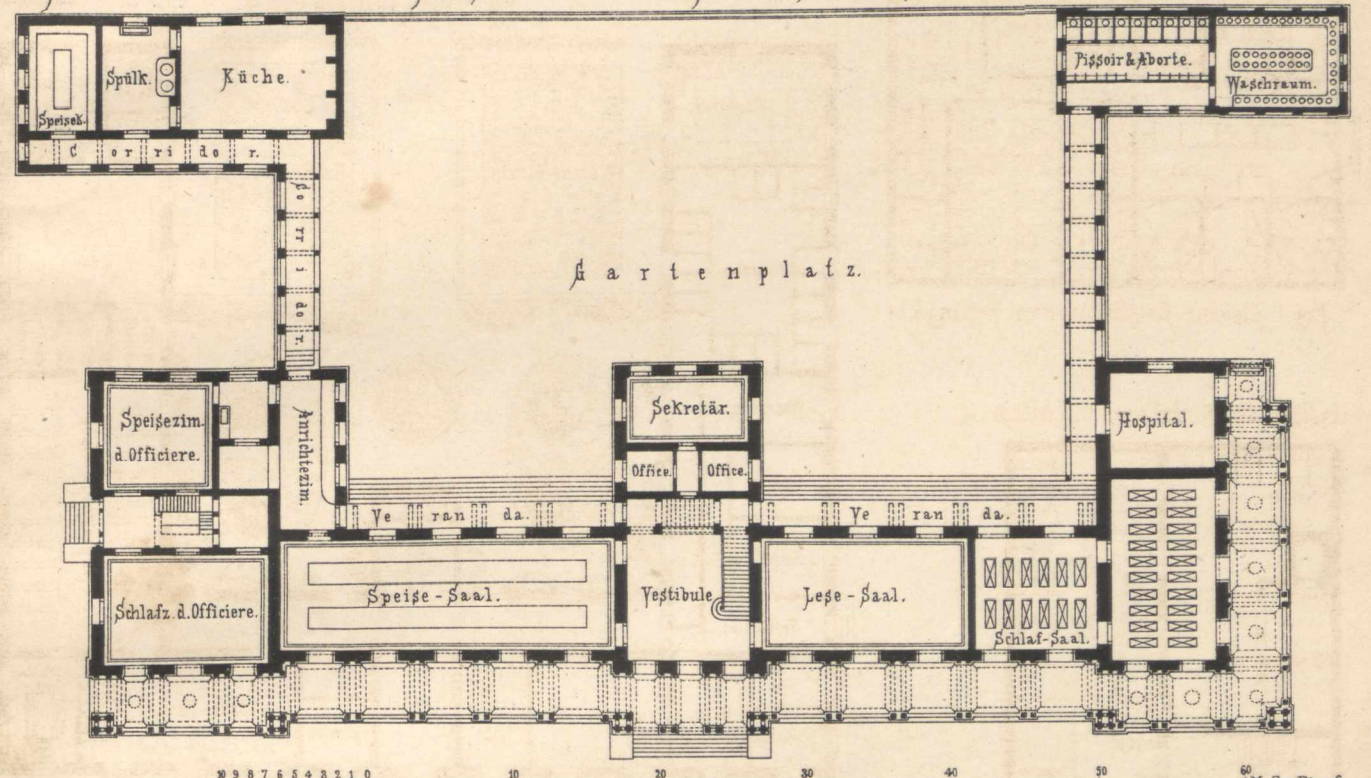 Spülk.
Küche.
Speisek.
Corridor.
Pissoir & Aborte.
Waschraum.
Corridor.
Gartenplatz.
Speisezim.
d. Officiere.
Anrichtezim.
Sekretär.
Office.
Office.
Hospital.
Veranda.
Veranda.
Schlafz. d. Officiere.
Speise-Saal.
Vestibule
Lese-Saal.
Schlaf-Saal.
10 9 8 7 6 5 4 3 2 1 0 10 20 30 40 50 60